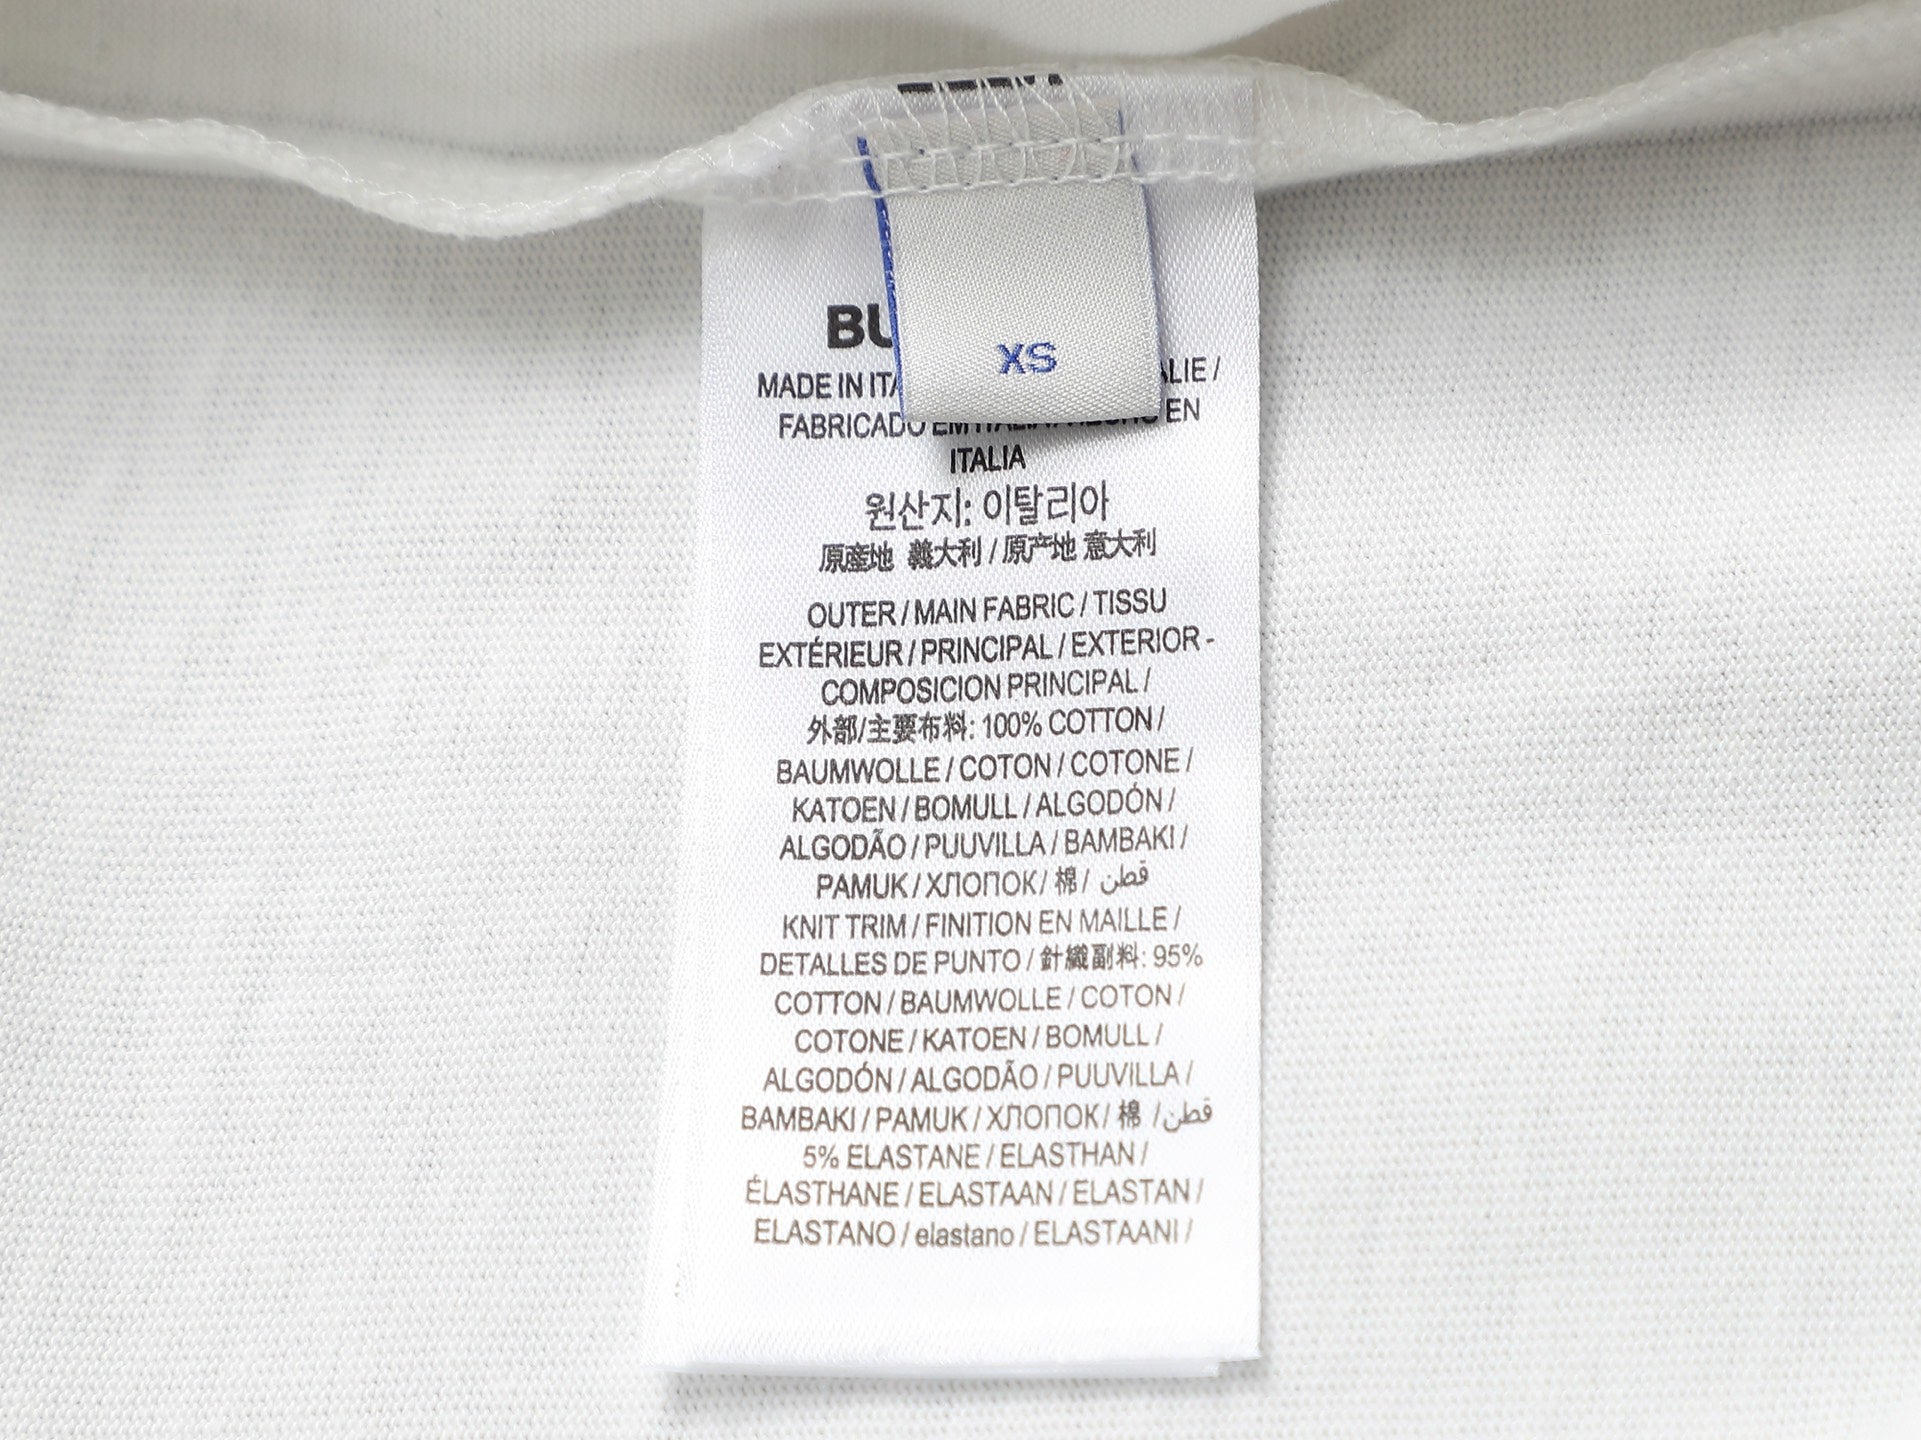 XS
BU
MADE IN ITA ALIE /
FABRICADO EM ITALIA / HECHO EN
ITALIA
원산지: 이탈리아
原産地 義大利 / 原产地 意大利
OUTER / MAIN FABRIC / TISSU
EXTÉRIEUR / PRINCIPAL / EXTERIOR -
COMPOSICION PRINCIPAL /
外部/主要布料: 100% COTTON /
BAUMWOLLE / COTON / COTONE /
KATOEN / BOMULL / ALGODÓN /
ALGODÃO / PUUVILLA / BAMBAKI /
PAMUK / ХЛОПОК / 棉 / قطن
KNIT TRIM / FINITION EN MAILLE /
DETALLES DE PUNTO / 針織副料: 95%
COTTON / BAUMWOLLE / COTON /
COTONE / KATOEN / BOMULL /
ALGODÓN / ALGODÃO / PUUVILLA /
BAMBAKI / PAMUK / ХЛОПОК / 棉 / قطن
5% ELASTANE / ELASTHAN /
ÉLASTHANE / ELASTAAN / ELASTAN /
ELASTANO / elastano / ELASTAANI /